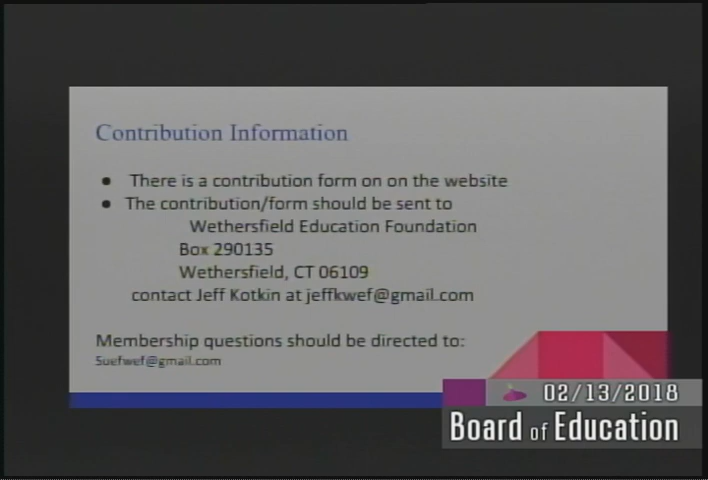 Contribution Information
● There is a contribution form on on the website
● The contribution/form should be sent to
Wethersfield Education Foundation
Box 290135
Wethersfield, CT 06109
contact Jeff Kotkin at jeffkwef@gmail.com
Membership questions should be directed to:
Suefwef@gmail.com
02/13/2018
Board of Education